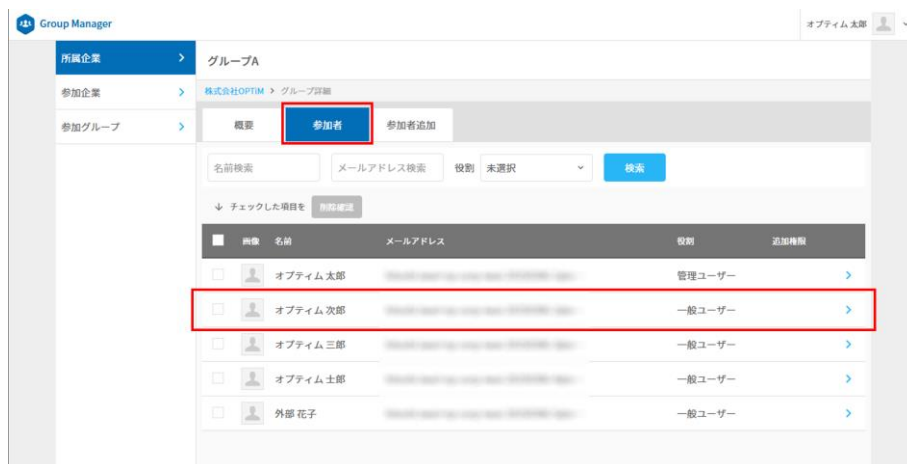 Group Manager
オプティム 太郎
所属企業
参加企業
参加グループ
グループA
株式会社OPTiM > グループ詳細
概要 参加者 参加者追加
名前検索 メールアドレス検索 役割 未選択 検索
↓ チェックした項目を 削除確認
画像 名前 メールアドレス 役割 追加権限
オプティム 太郎 管理ユーザー
オプティム 次郎 一般ユーザー
オプティム 三郎 一般ユーザー
オプティム 士郎 一般ユーザー
外部 花子 一般ユーザー